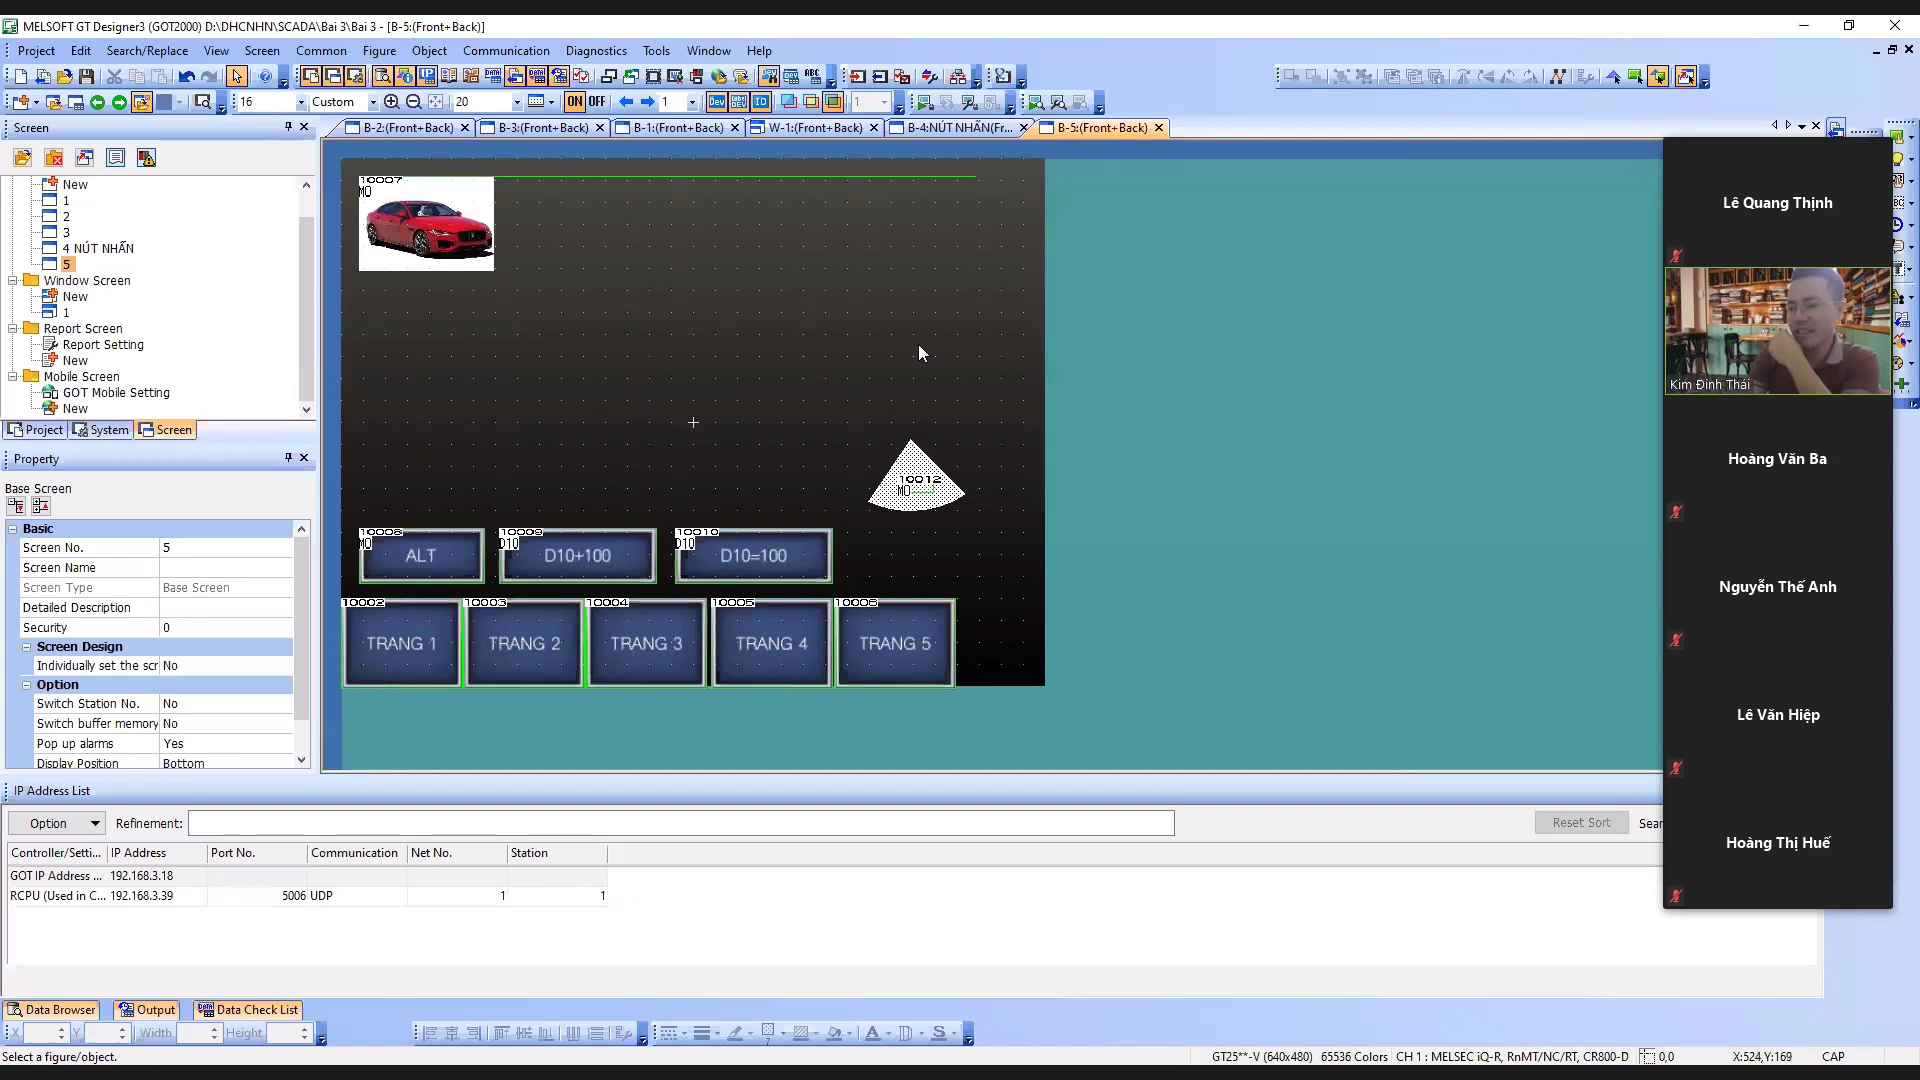 MELSOFT GT Designer3 (GOT2000) D:\DHCNHN\SCADA\Bai 3\Bai 3 - [B-5:(Front+Back)]
Project Edit Search/Replace View Screen Common Figure Object Communication Diagnostics Tools Window Help
16 Custom 20 ON OFF 1 Dev ID 1
Screen
B-2:(Front+Back) B-3:(Front+Back) B-1:(Front+Back) W-1:(Front+Back) B-4:NÚT NHẤN(Fr... B-5:(Front+Back)
New
1
2
3
4 NÚT NHẤN
5
Window Screen
New
1
Report Screen
Report Setting
New
Mobile Screen
GOT Mobile Setting
New
Project System Screen
Property
Base Screen
Basic
Screen No. 5
Screen Name
Screen Type Base Screen
Detailed Description
Security 0
Screen Design
Individually set the scr No
Option
Switch Station No. No
Switch buffer memory No
Pop up alarms Yes
Display Position Bottom
10007
M0
10012
M0
10008 10009 10010
M0 D10 D10
ALT D10+100 D10=100
10002 10003 10004 10005 10006
TRANG 1 TRANG 2 TRANG 3 TRANG 4 TRANG 5
Lê Quang Thịnh
Kim Đình Thái
Hoàng Văn Ba
Nguyễn Thế Anh
Lê Văn Hiệp
Hoàng Thị Huế
IP Address List
Option Refinement: Reset Sort Sear
Controller/Setti... IP Address Port No. Communication Net No. Station
GOT IP Address ... 192.168.3.18
RCPU (Used in C... 192.168.3.39 5006 UDP 1 1
Data Browser Output Data Check List
X Y Width Height
Select a figure/object. GT25**-V (640x480) 65536 Colors CH 1 : MELSEC iQ-R, RnMT/NC/RT, CR800-D 0,0 X:524,Y:169 CAP